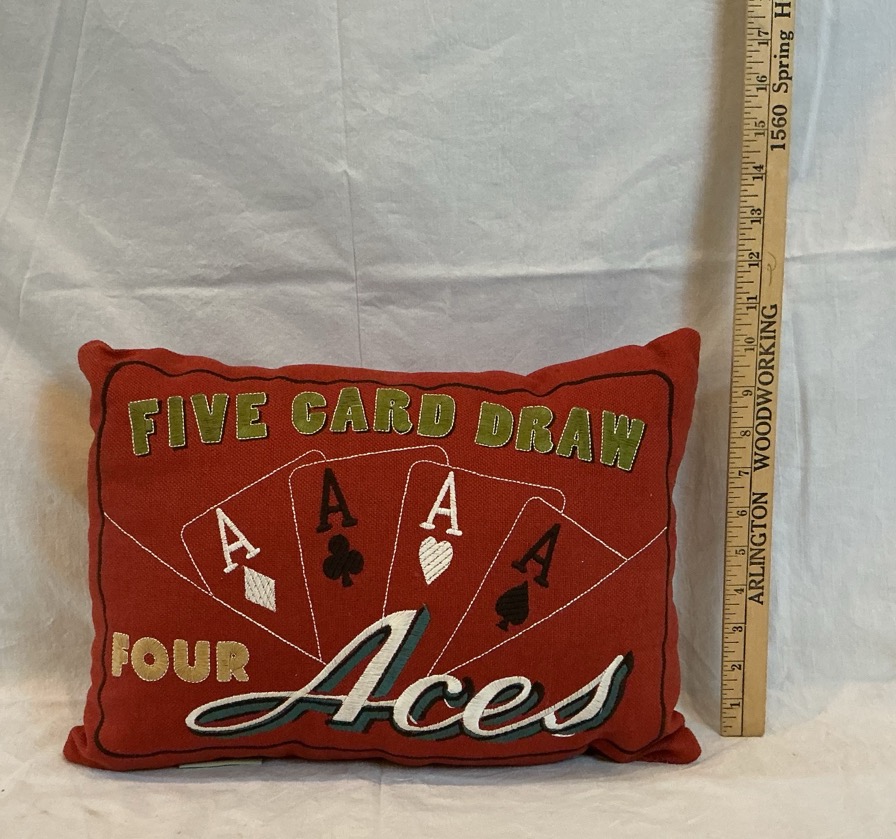 FIVE CARD DRAW
A
A
A
A
FOUR
Aces
1 2 3 4 5 6 7 8 9 10 11 12 13 14 15 16 17
ARLINGTON WOODWORKING 1560 Spring H